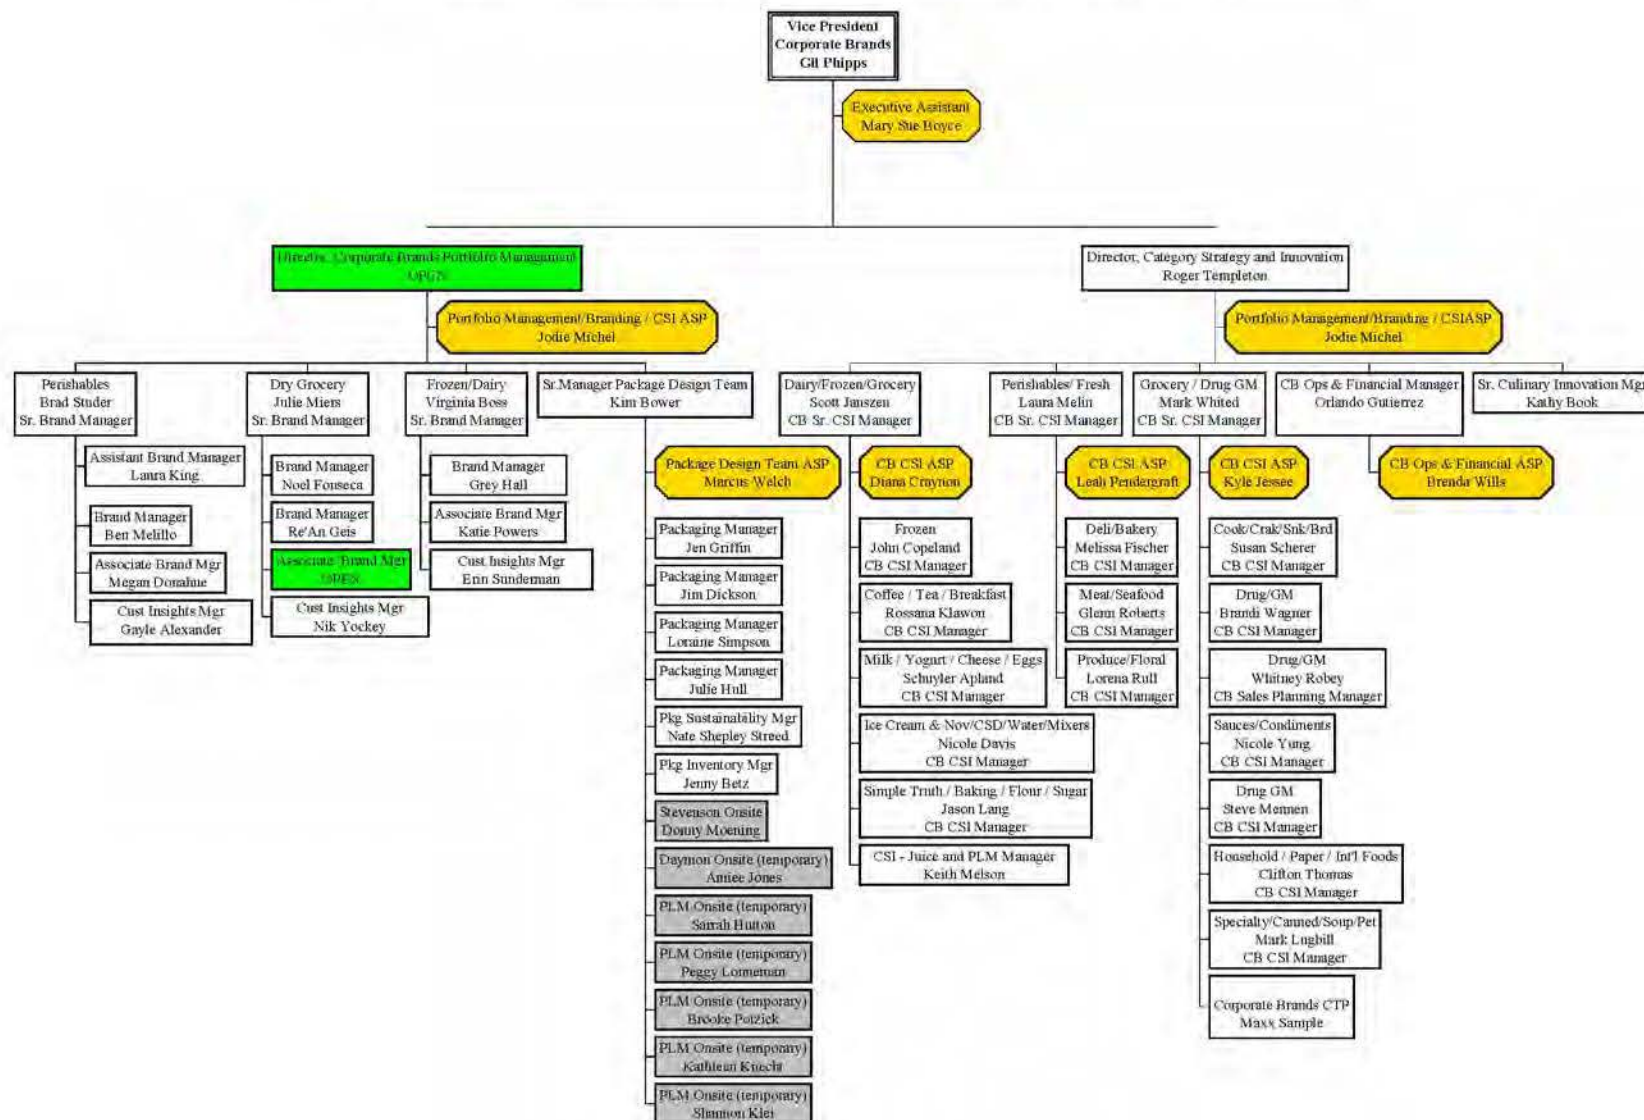 Vice President
Corporate Brands
Gil Phipps
Executive Assistant
Mary Sue Boyce
Director, Corporate Brands Portfolio Management
OPEN
Director, Category Strategy and Innovation
Roger Templeton
Portfolio Management/Branding / CSI ASP
Jodie Michel
Portfolio Management/Branding / CSIASP
Jodie Michel
Perishables
Brad Studer
Sr. Brand Manager
Assistant Brand Manager
Laura King
Brand Manager
Ben Melillo
Associate Brand Mgr
Megan Donahue
Cust Insights Mgr
Gayle Alexander
Dry Grocery
Julie Miers
Sr. Brand Manager
Brand Manager
Noel Fonseca
Brand Manager
Re'An Geis
Associate Brand Mgr
OPEN
Cust Insights Mgr
Nik Yockey
Frozen/Dairy
Virginia Boss
Sr. Brand Manager
Brand Manager
Grey Hall
Associate Brand Mgr
Katie Powers
Cust Insights Mgr
Erin Sunderman
Sr.Manager Package Design Team
Kim Bower
Package Design Team ASP
Marcus Welch
Packaging Manager
Jen Griffin
Packaging Manager
Jim Dickson
Packaging Manager
Loraine Simpson
Packaging Manager
Julie Hull
Pkg Sustainability Mgr
Nate Shepley Streed
Pkg Inventory Mgr
Jenny Betz
Stevenson Onsite
Donny Moening
Daymon Onsite (temporary)
Jones
PLM Onsite (temporary)
Sarrah Hutton
PLM Onsite (temporary)
Peggy Lonneman
PLM Onsite (temporary)
Brooke Potzick
PLM Onsite (temporary)
Kathleen Knecht
PLM Onsite (temporary)
Shannon Klei
Dairy/Frozen/Grocery
Scott Janszen
CB Sr. CSI Manager
CB CSI ASP
Diana Craynon
Frozen
John Copeland
CB CSI Manager
Coffee / Tea / Breakfast
Rossana Klawon
CB CSI Manager
Milk / Yogurt / Cheese / Eggs
Schuyler Apland
CB CSI Manager
Ice Cream & Nov/CSD/Water/Mixers
Nicole Davis
CB CSI Manager
Simple Truth / Baking / Flour / Sugar
Jason Lang
CB CSI Manager
CSI - Juice and PLM Manager
Keith Melson
Perishables/ Fresh
Laura Melin
CB Sr. CSI Manager
CB CSI ASP
Leah Pendergraft
Deli/Bakery
Melissa Fischer
CB CSI Manager
Meat/Seafood
Glenn Roberts
CB CSI Manager
Produce/Floral
Lorena Rull
CB CSI Manager
Grocery / Drug GM
Mark Whited
CB Sr. CSI Manager
CB CSI ASP
Kyle Jessee
Cook/Crak/Snk/Brd
Susan Scherer
CB CSI Manager
Drug/GM
Brandi Wagner
CB CSI Manager
Drug/GM
Whitney Robey
CB Sales Planning Manager
Sauces/Condiments
Nicole Yung
CB CSI Manager
Drug GM
Steve Mennen
CB CSI Manager
Household / Paper / Int'l Foods
Clifton Thomas
CB CSI Manager
Specialty/Canned/Soup/Pet
Mark Lugbill
CB CSI Manager
Corporate Brands CTP
Maxx Sample
CB Ops & Financial Manager
Orlando Gutierrez
CB Ops & Financial ASP
Brenda Wills
Sr. Culinary Innovation Mgr
Kathy Book